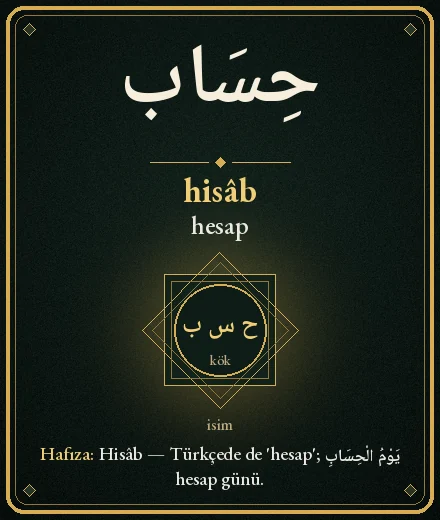 حِسَاب
hisâb
hesap
ح س ب
kök
isim
Hafıza: Hisâb — Türkçede de 'hesap'; يَوْمُ الْحِسَابِ
hesap günü.